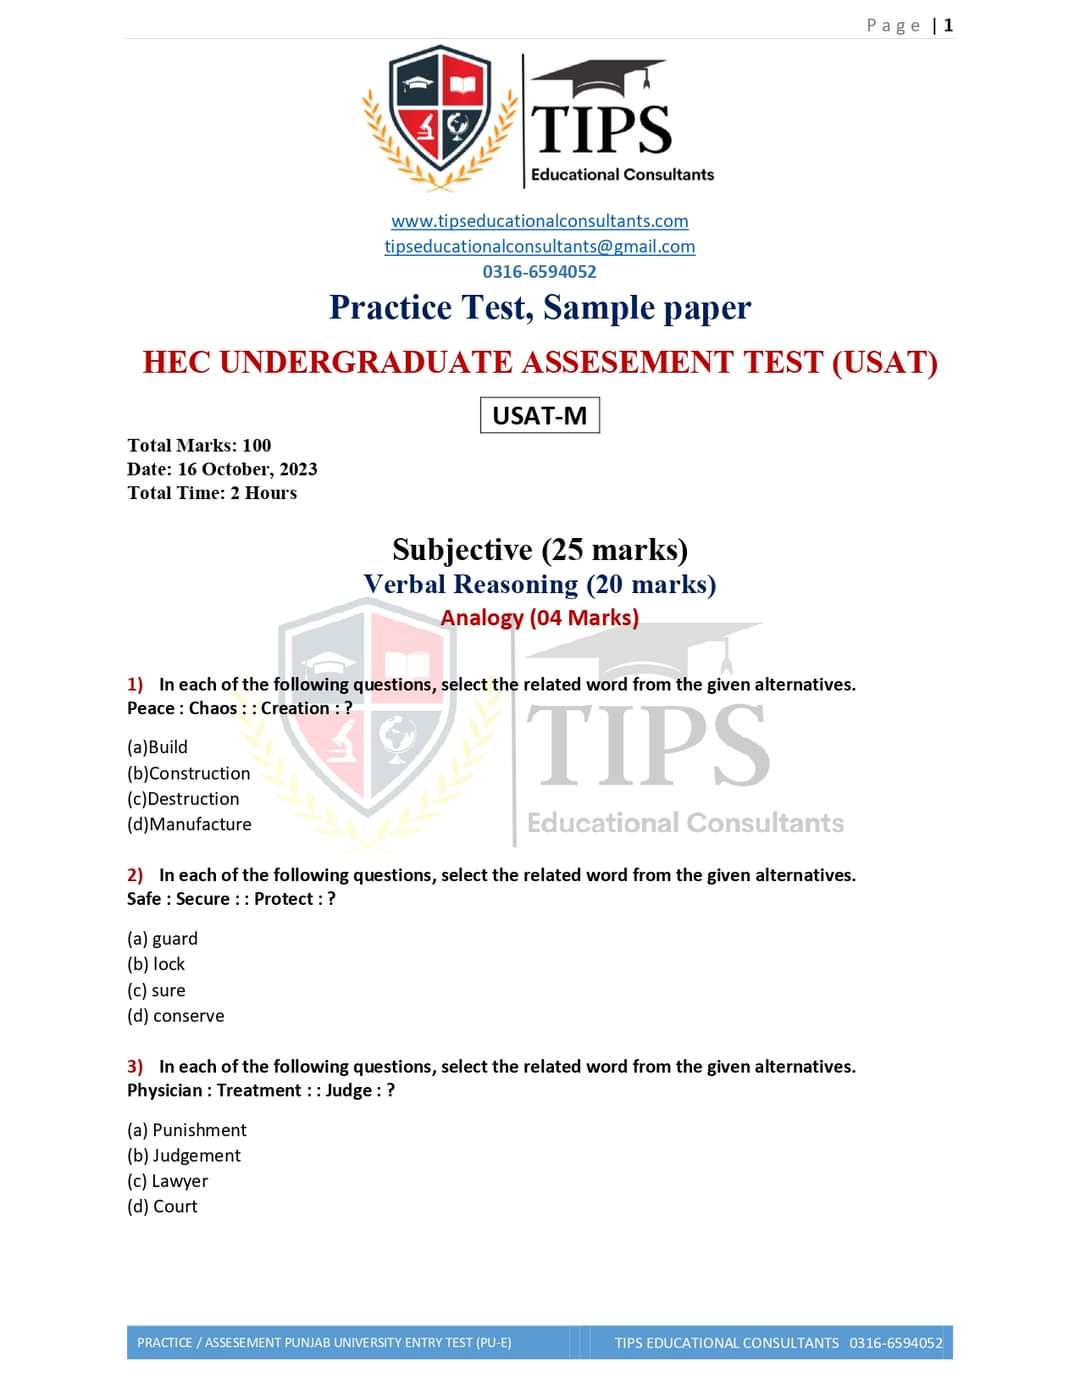 Page | 1
TIPS
Educational Consultants
www.tipseducationalconsultants.com
tipseducationalconsultants@gmail.com
0316-6594052
Practice Test, Sample paper
HEC UNDERGRADUATE ASSESEMENT TEST (USAT)
USAT-M
Total Marks: 100
Date: 16 October, 2023
Total Time: 2 Hours
Subjective (25 marks)
Verbal Reasoning (20 marks)
Analogy (04 Marks)
1) In each of the following questions, select the related word from the given alternatives.
Peace : Chaos : : Creation : ?
(a)Build
(b)Construction
(c)Destruction
(d)Manufacture
TIPS
Educational Consultants
2) In each of the following questions, select the related word from the given alternatives.
Safe : Secure : : Protect : ?
(a) guard
(b) lock
(c) sure
(d) conserve
3) In each of the following questions, select the related word from the given alternatives.
Physician : Treatment : : Judge : ?
(a) Punishment
(b) Judgement
(c) Lawyer
(d) Court
PRACTICE / ASSESEMENT PUNJAB UNIVERSITY ENTRY TEST (PU-E) TIPS EDUCATIONAL CONSULTANTS 0316-6594052